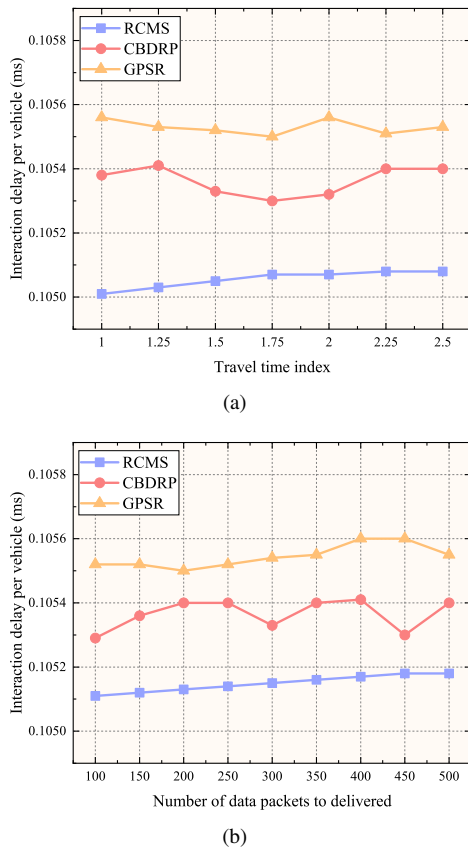 0.1058
0.1056
0.1054
0.1052
0.1050
Interaction delay per vehicle (ms)
RCMS
CBDRP
GPSR
1 1.25 1.5 1.75 2 2.25 2.5
Travel time index
(a)
0.1058
0.1056
0.1054
0.1052
0.1050
Interaction delay per vehicle (ms)
RCMS
CBDRP
GPSR
100 150 200 250 300 350 400 450 500
Number of data packets to delivered
(b)